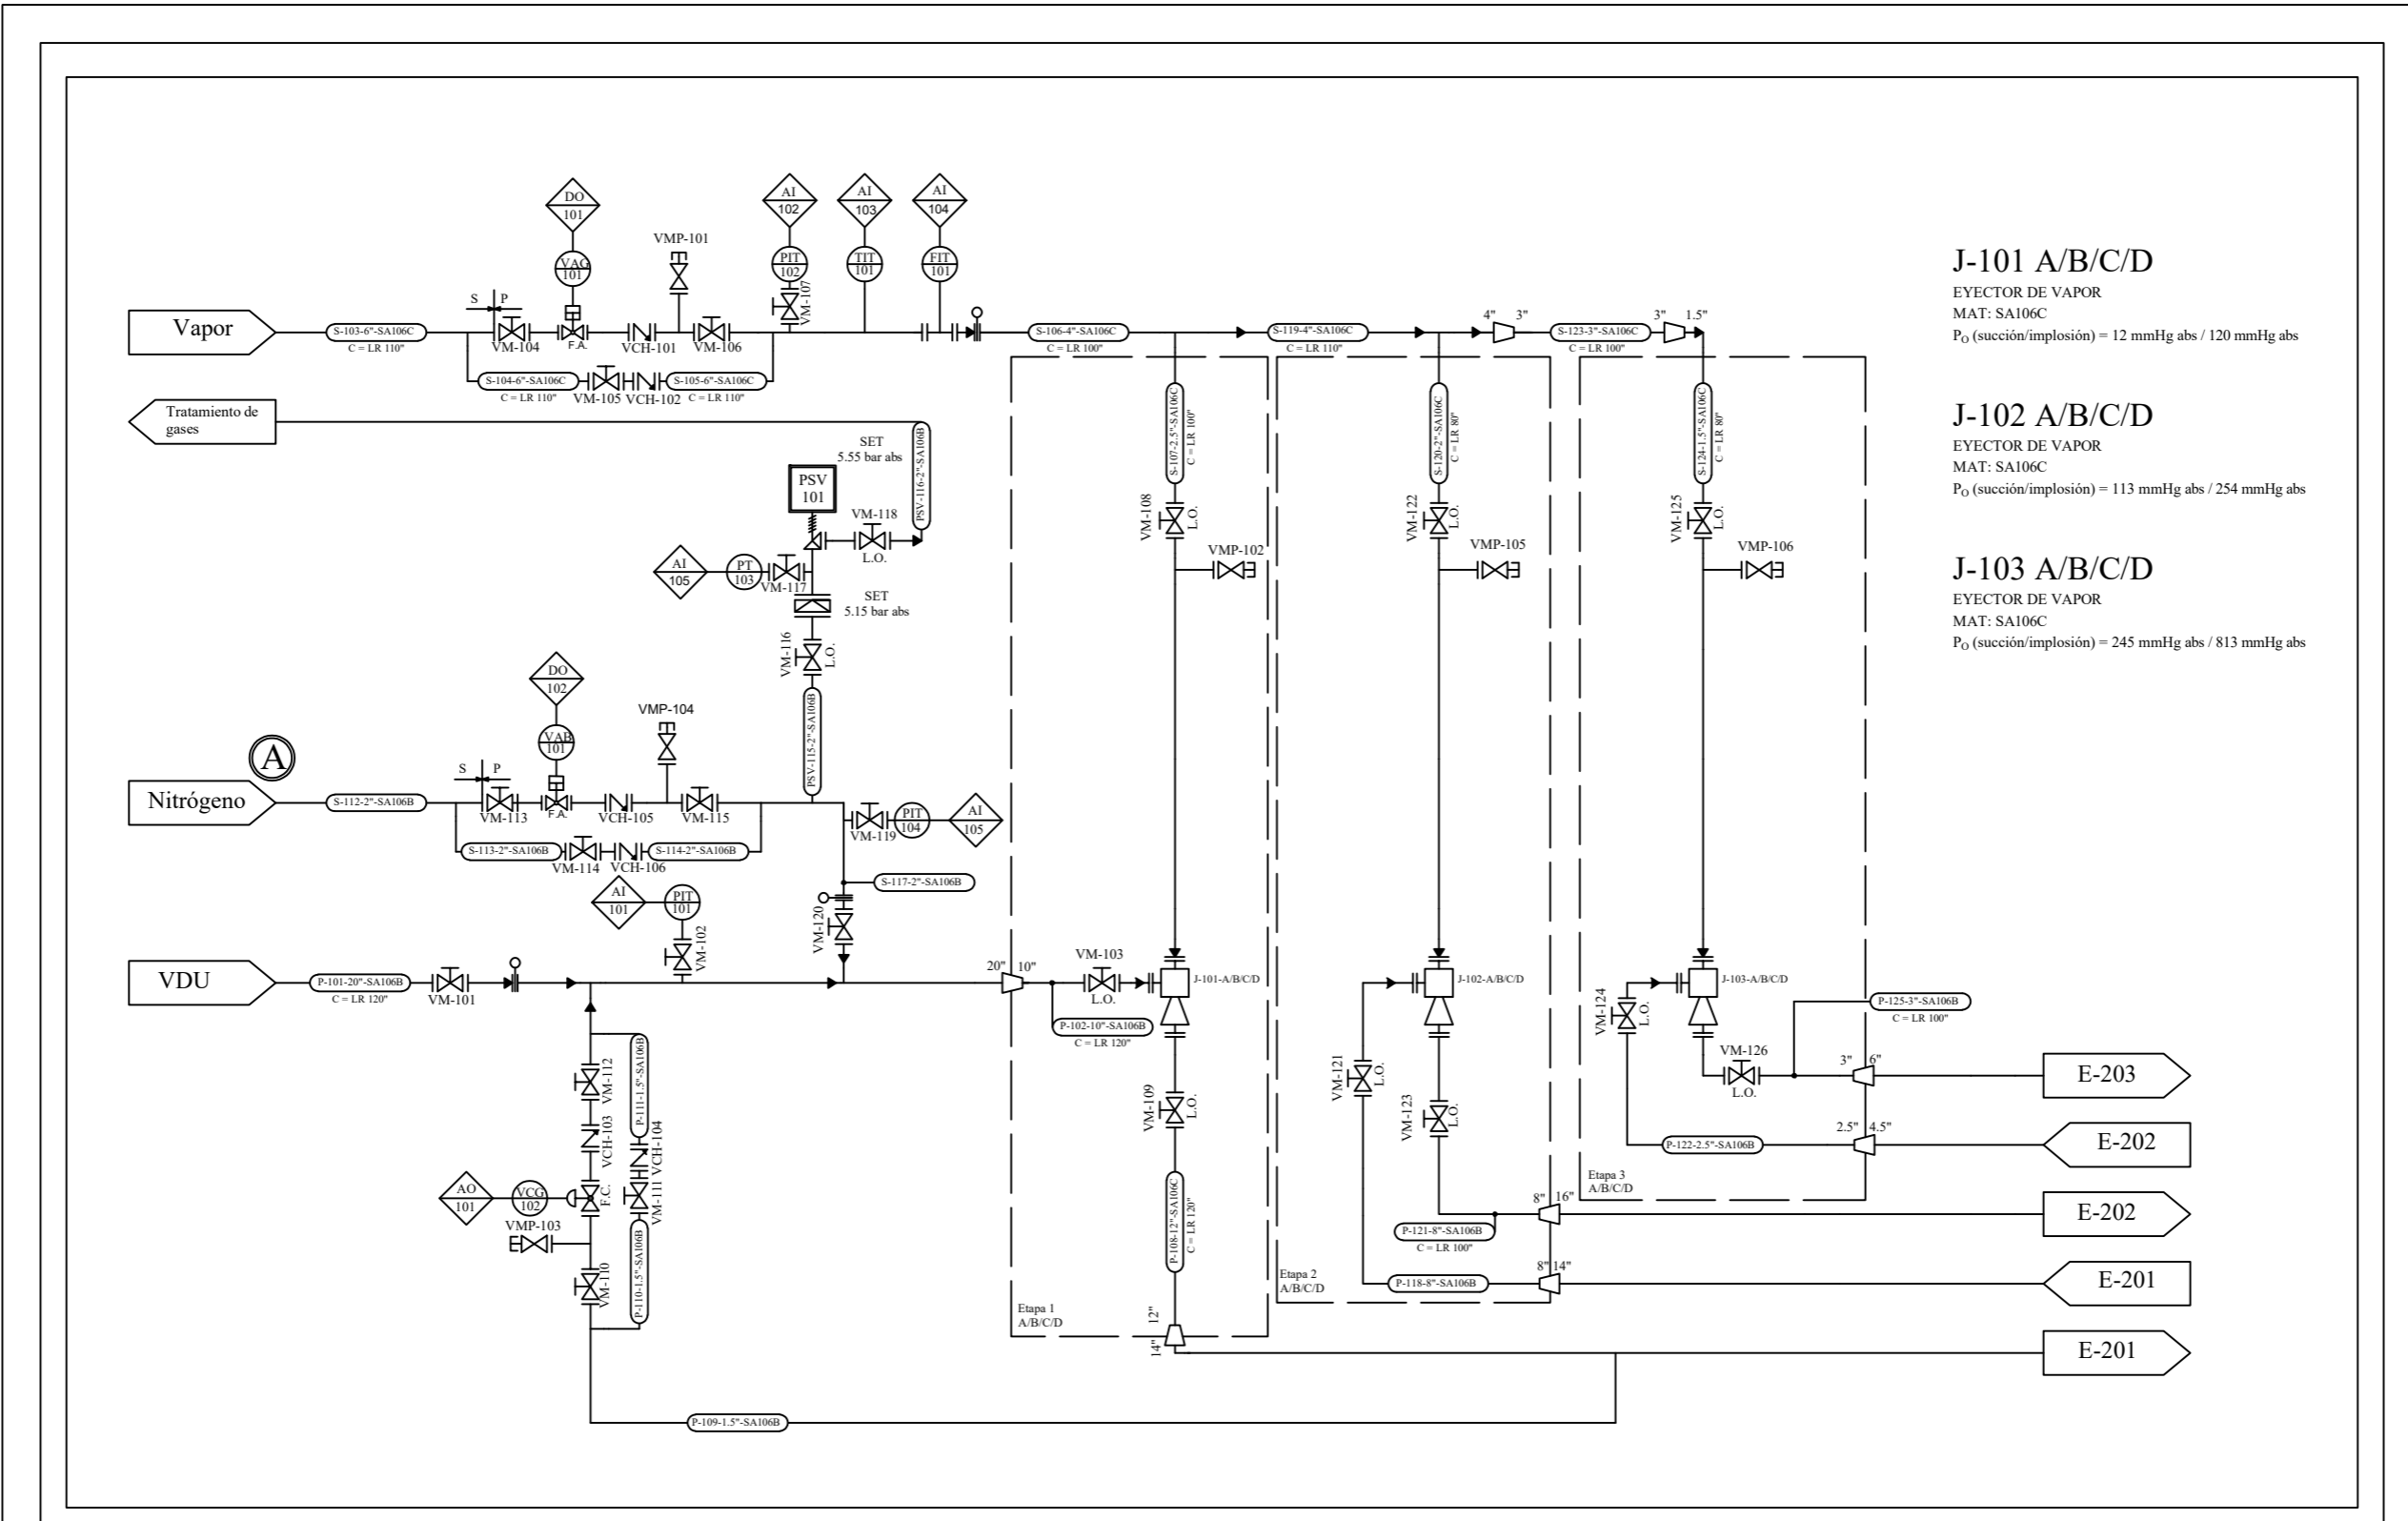 DO
101
VAG
101
VMP-101
AI
102
PIT
102
VM-107
AI
103
TIT
101
AI
104
FIT
101
Vapor
S-103-6"-SA106C
C = LR 110"
S
P
VM-104
F.A.
VCH-101
VM-106
S-104-6"-SA106C
C = LR 110"
VM-105
VCH-102
S-105-6"-SA106C
C = LR 110"
S-106-4"-SA106C
C = LR 100"
S-119-4"-SA106C
C = LR 110"
4"
3"
S-123-3"-SA106C
C = LR 100"
3"
1.5"
J-101 A/B/C/D
EYECTOR DE VAPOR
MAT: SA106C
PO (succión/implosión) = 12 mmHg abs / 120 mmHg abs
J-102 A/B/C/D
EYECTOR DE VAPOR
MAT: SA106C
PO (succión/implosión) = 113 mmHg abs / 254 mmHg abs
J-103 A/B/C/D
EYECTOR DE VAPOR
MAT: SA106C
PO (succión/implosión) = 245 mmHg abs / 813 mmHg abs
Tratamiento de
gases
SET
5.55 bar abs
PSV-116-2"-SA106B
PSV
101
VM-118
L.O.
AI
105
PT
103
VM-117
SET
5.15 bar abs
VM-116
L.O.
PSV-115-2"-SA106B
S-107-2.5"-SA106C
C = LR 100"
VM-108
L.O.
VMP-102
S-120-2"-SA106C
C = LR 80"
VM-122
L.O.
VMP-105
S-124-1.5"-SA106C
C = LR 80"
VM-125
L.O.
VMP-106
DO
102
VAB
101
VMP-104
A
Nitrógeno
S-112-2"-SA106B
S
P
VM-113
F.A.
VCH-105
VM-115
S-113-2"-SA106B
VM-114
VCH-106
S-114-2"-SA106B
VM-119
PIT
104
AI
105
S-117-2"-SA106B
VM-120
AI
101
PIT
101
VM-102
VDU
P-101-20"-SA106B
C = LR 120"
VM-101
20"
10"
VM-103
L.O.
P-102-10"-SA106B
C = LR 120"
J-101-A/B/C/D
J-102-A/B/C/D
J-103-A/B/C/D
VM-124
L.O.
P-125-3"-SA106B
C = LR 100"
VM-126
L.O.
3"
6"
E-203
2.5"
4.5"
P-122-2.5"-SA106B
E-202
Etapa 3
A/B/C/D
VM-121
L.O.
VM-123
L.O.
8"
16"
P-121-8"-SA106B
C = LR 100"
E-202
8"
14"
P-118-8"-SA106B
E-201
Etapa 2
A/B/C/D
VM-109
L.O.
P-108-12"-SA106C
C = LR 120"
12"
14"
Etapa 1
A/B/C/D
E-201
VM-112
P-111-1.5"-SA106B
VCH-103
VCH-104
AO
101
VCG
102
F.C.
VM-111
VMP-103
VM-110
P-110-1.5"-SA106B
P-109-1.5"-SA106B